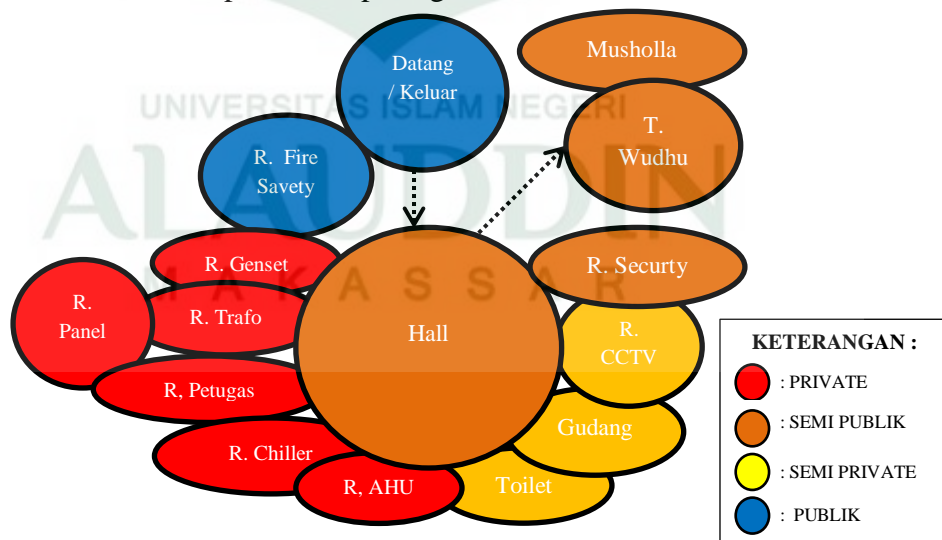 Datang
/ Keluar
Musholla
UNIVERSITAS ISLAM NEGERI
T.
Wudhu
R. Fire
Savety
ALAUDDIN
R. Genset
R. Securty
MAKASSAR
R.
Panel
R. Trafo
Hall
R.
CCTV
R, Petugas
Gudang
R. Chiller
R, AHU
Toilet
KETERANGAN :
: PRIVATE
: SEMI PUBLIK
: SEMI PRIVATE
: PUBLIK